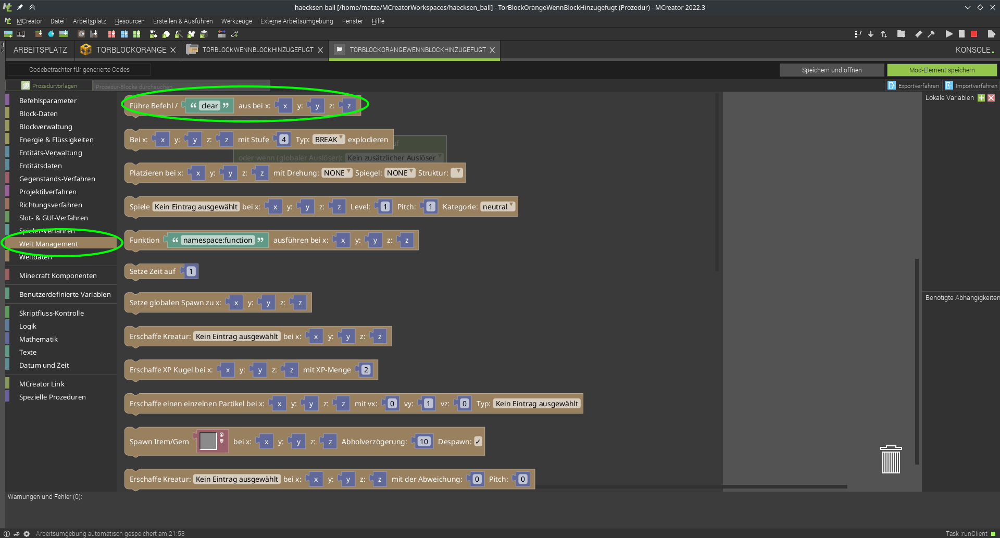 haecksen ball [/home/matze/MCreatorWorkspaces/haecksen_ball] - TorBlockOrangeWennBlockHinzugefugt (Prozedur) - MCreator 2022.3
MCreator Datei Arbeitsplatz Resourcen Erstellen & Ausführen Werkzeuge Externe Arbeitsumgebung Fenster Hilfe
ARBEITSPLATZ TORBLOCKORANGE TORBLOCKWENNBLOCKHINZUGEFUGT TORBLOCKORANGEWENNBLOCKHINZUGEFUGT KONSOLE
Codebetrachter für generierte Codes Speichern und öffnen Mod-Element speichern
Prozedurvorlagen Prozedur-Blöcke durchsuchen Exportverfahren Importverfahren
Befehlsparameter
Block-Daten
Blockverwaltung
Energie & Flüssigkeiten
Entitäts-Verwaltung
Entitätsdaten
Gegenstands-Verfahren
Projektilverfahren
Richtungsverfahren
Slot- & GUI-Verfahren
Spieler-Verfahren
Welt Management
Weltdaten
Minecraft Komponenten
Benutzerdefinierte Variablen
Skriptfluss-Kontrolle
Logik
Mathematik
Texte
Datum und Zeit
MCreator Link
Spezielle Prozeduren
Führe Befehl / “ clear ” aus bei x: x y: y z: z
Bei x: x y: y z: z mit Stufe 4 Typ: BREAK explodieren
oder wenn (globaler Auslöser): Kein zusätzlicher Auslöser
Platzieren bei x: x y: y z: z mit Drehung: NONE Spiegel: NONE Struktur:
Spiele Kein Eintrag ausgewählt bei x: x y: y z: z Level: 1 Pitch: 1 Kategorie: neutral
Funktion “ namespace:function ” ausführen bei x: x y: y z: z
Setze Zeit auf 1
Setze globalen Spawn zu x: x y: y z: z
Erschaffe Kreatur: Kein Eintrag ausgewählt bei x: x y: y z: z
Erschaffe XP Kugel bei x: x y: y z: z mit XP-Menge 2
Erschaffe einen einzelnen Partikel bei x: x y: y z: z mit vx: 0 vy: 1 vz: 0 Typ: Kein Eintrag ausgewählt
Spawn Item/Gem bei x: x y: y z: z Abholverzögerung: 10 Despawn: ✓
Erschaffe Kreatur: Kein Eintrag ausgewählt bei x: x y: y z: z mit der Abweichung: 0 Pitch: 0
Lokale Variablen
Benötigte Abhängigkeiten
Warnungen und Fehler (0):
Arbeitsumgebung automatisch gespeichert am 21:53 Task :runClient